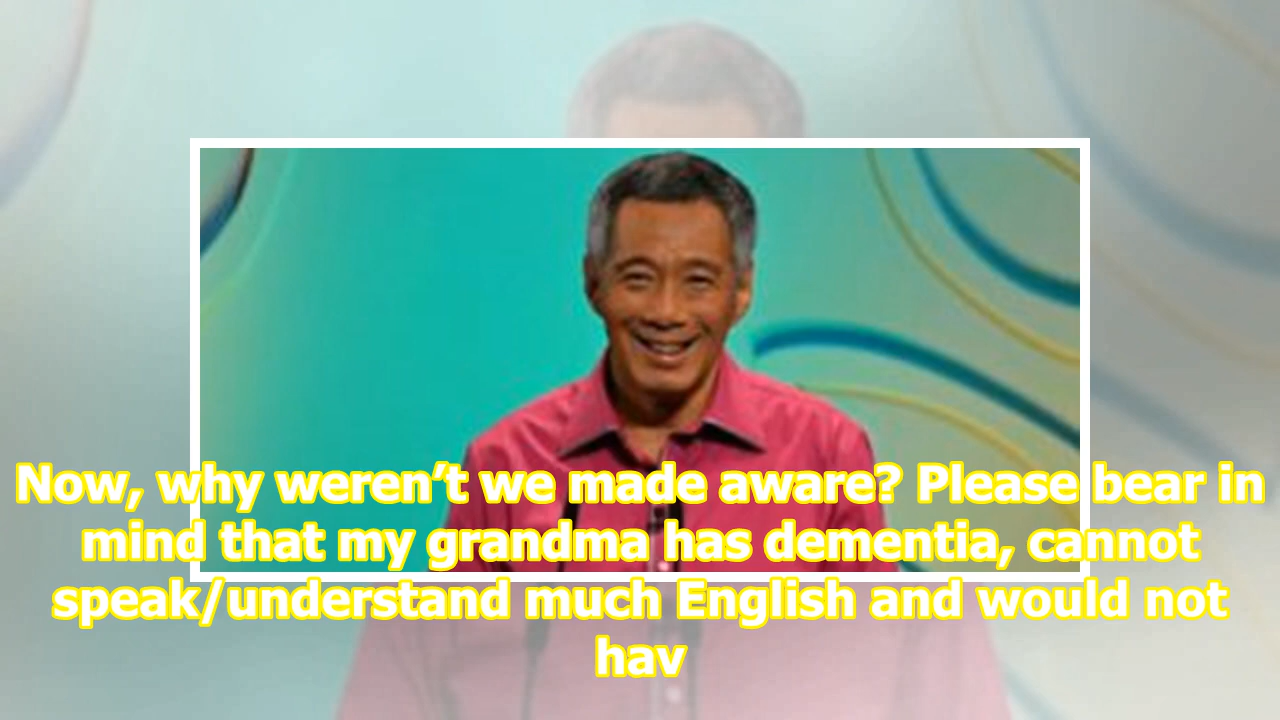 Now, why weren’t we made aware? Please bear in
mind that my grandma has dementia, cannot
speak/understand much English and would not
hav